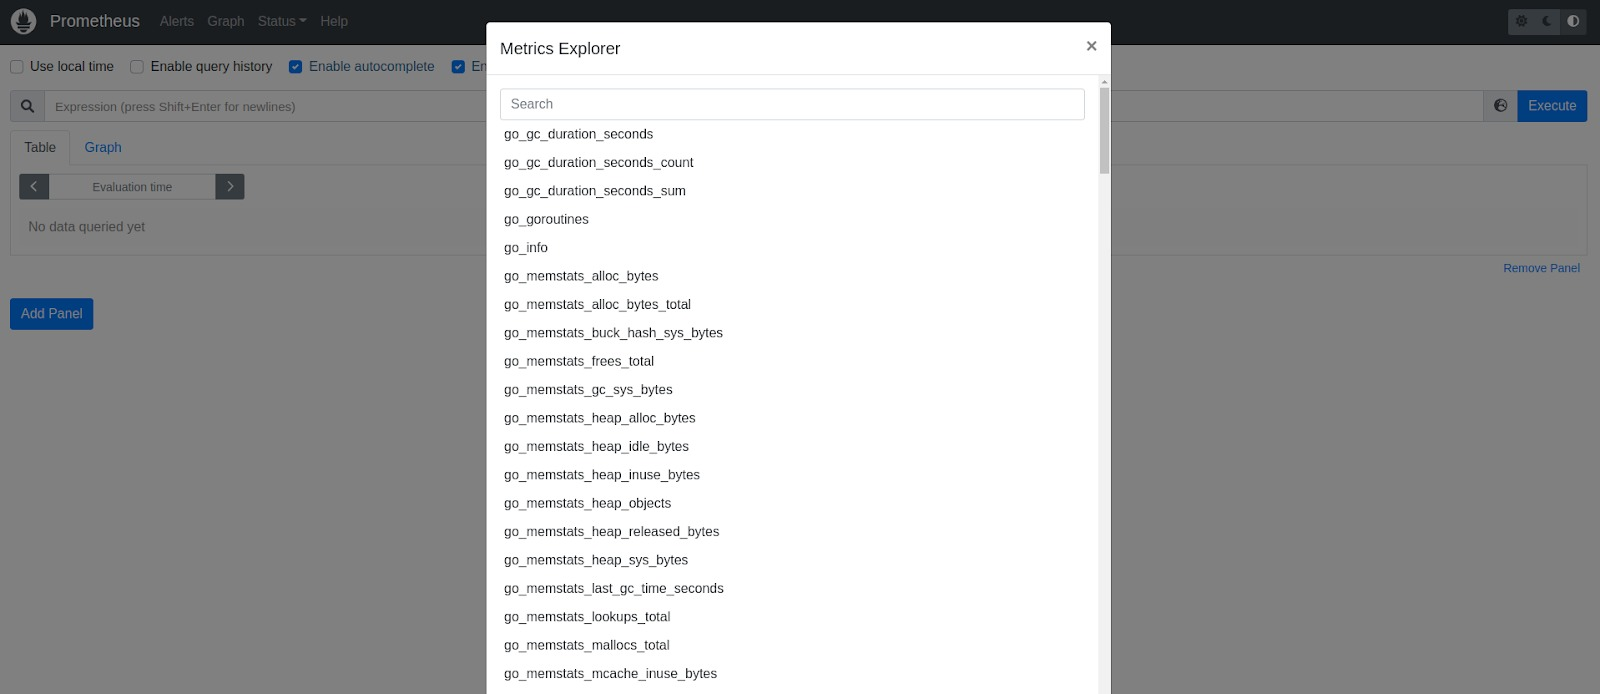 Prometheus Alerts Graph Status Help
Metrics Explorer
×
Use local time Enable query history Enable autocomplete En
Search
Expression (press Shift+Enter for newlines) Execute
go_gc_duration_seconds
Table Graph
go_gc_duration_seconds_count
Evaluation time
go_gc_duration_seconds_sum
go_goroutines
No data queried yet
go_info
Remove Panel
go_memstats_alloc_bytes
go_memstats_alloc_bytes_total
Add Panel
go_memstats_buck_hash_sys_bytes
go_memstats_frees_total
go_memstats_gc_sys_bytes
go_memstats_heap_alloc_bytes
go_memstats_heap_idle_bytes
go_memstats_heap_inuse_bytes
go_memstats_heap_objects
go_memstats_heap_released_bytes
go_memstats_heap_sys_bytes
go_memstats_last_gc_time_seconds
go_memstats_lookups_total
go_memstats_mallocs_total
go_memstats_mcache_inuse_bytes